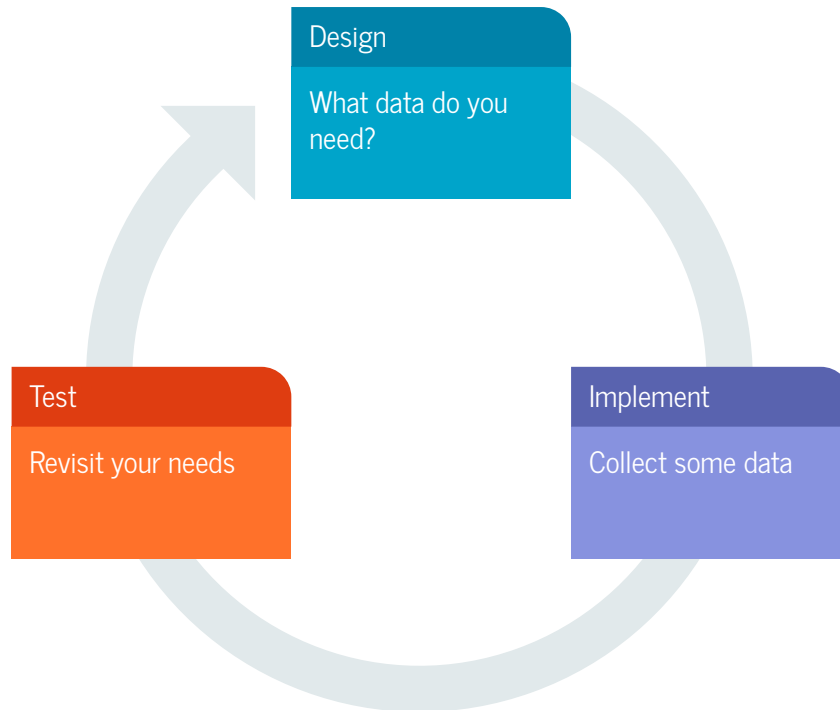 Design
What data do you
need?
Test
Revisit your needs
Implement
Collect some data